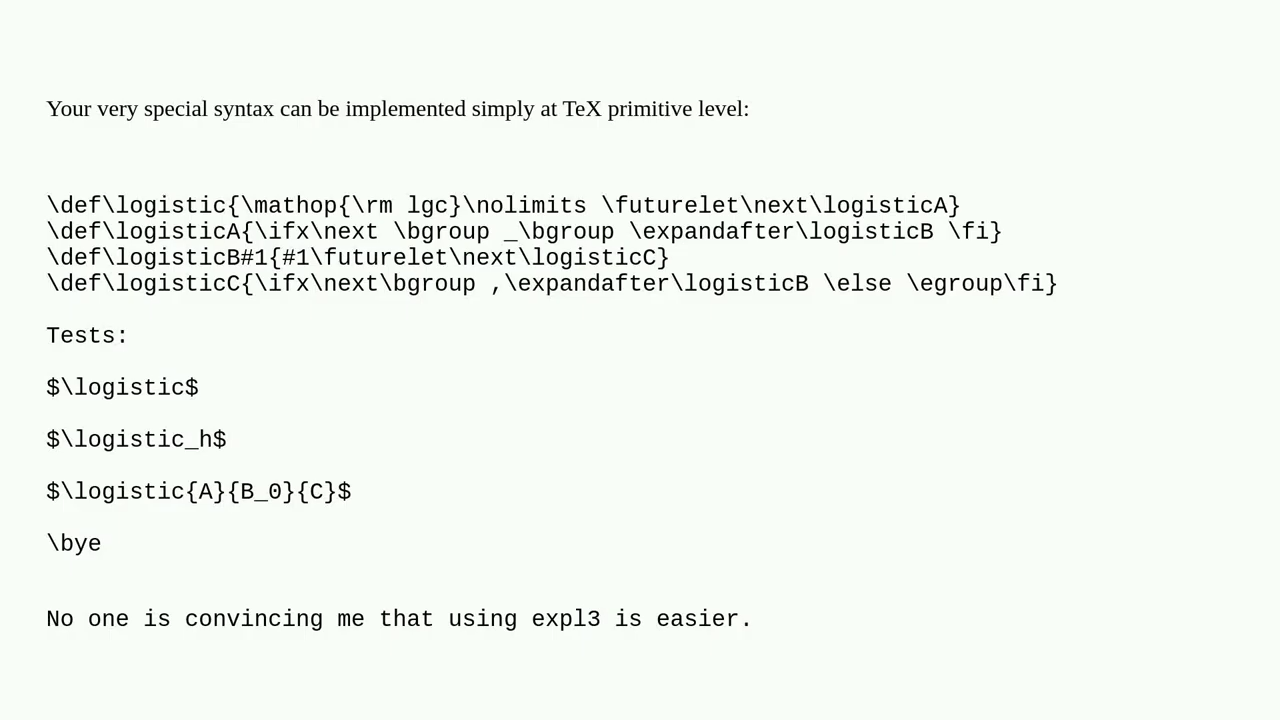 Your very special syntax can be implemented simply at TeX primitive level:
\def\logistic{\mathop{\rm lgc}\nolimits \futurelet\next\logisticA}
\def\logisticA{\ifx\next \bgroup _\bgroup \expandafter\logisticB \fi}
\def\logisticB#1{#1\futurelet\next\logisticC}
\def\logisticC{\ifx\next\bgroup ,\expandafter\logisticB \else \egroup\fi}
Tests:
$\logistic$
$\logistic_h$
$\logistic{A}{B_0}{C}$
\bye
No one is convincing me that using expl3 is easier.